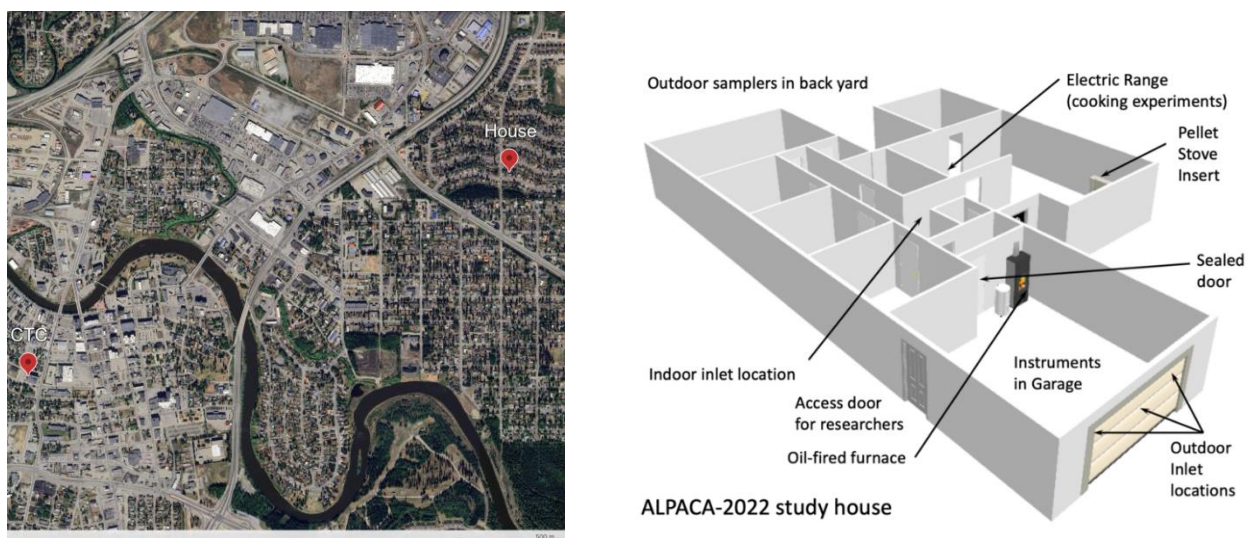 House
CTC
500 m
Outdoor samplers in back yard
Electric Range
(cooking experiments)
Pellet
Stove
Insert
Sealed
door
Indoor inlet location
Access door
for researchers
Oil-fired furnace
Instruments
in Garage
Outdoor
Inlet
locations
ALPACA-2022 study house